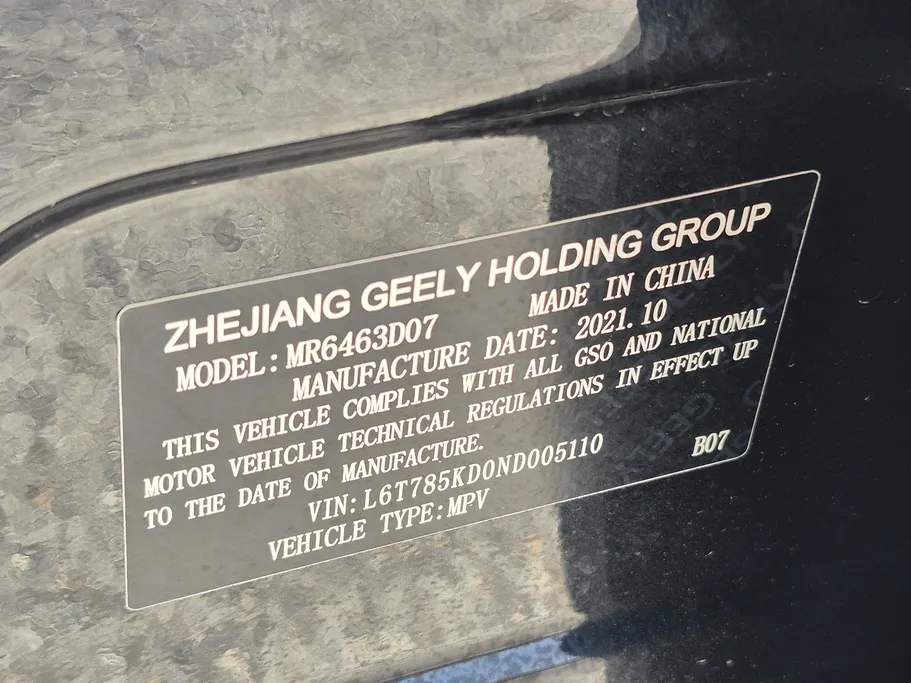 ZHEJIANG GEELY HOLDING GROUP
MODEL: MR6463D07 MADE IN CHINA
MANUFACTURE DATE: 2021.10
THIS VEHICLE COMPLIES WITH ALL GSO AND NATIONAL
MOTOR VEHICLE TECHNICAL REGULATIONS IN EFFECT UP
TO THE DATE OF MANUFACTURE.
VIN: L6T785KD0ND005110 B07
VEHICLE TYPE: MPV